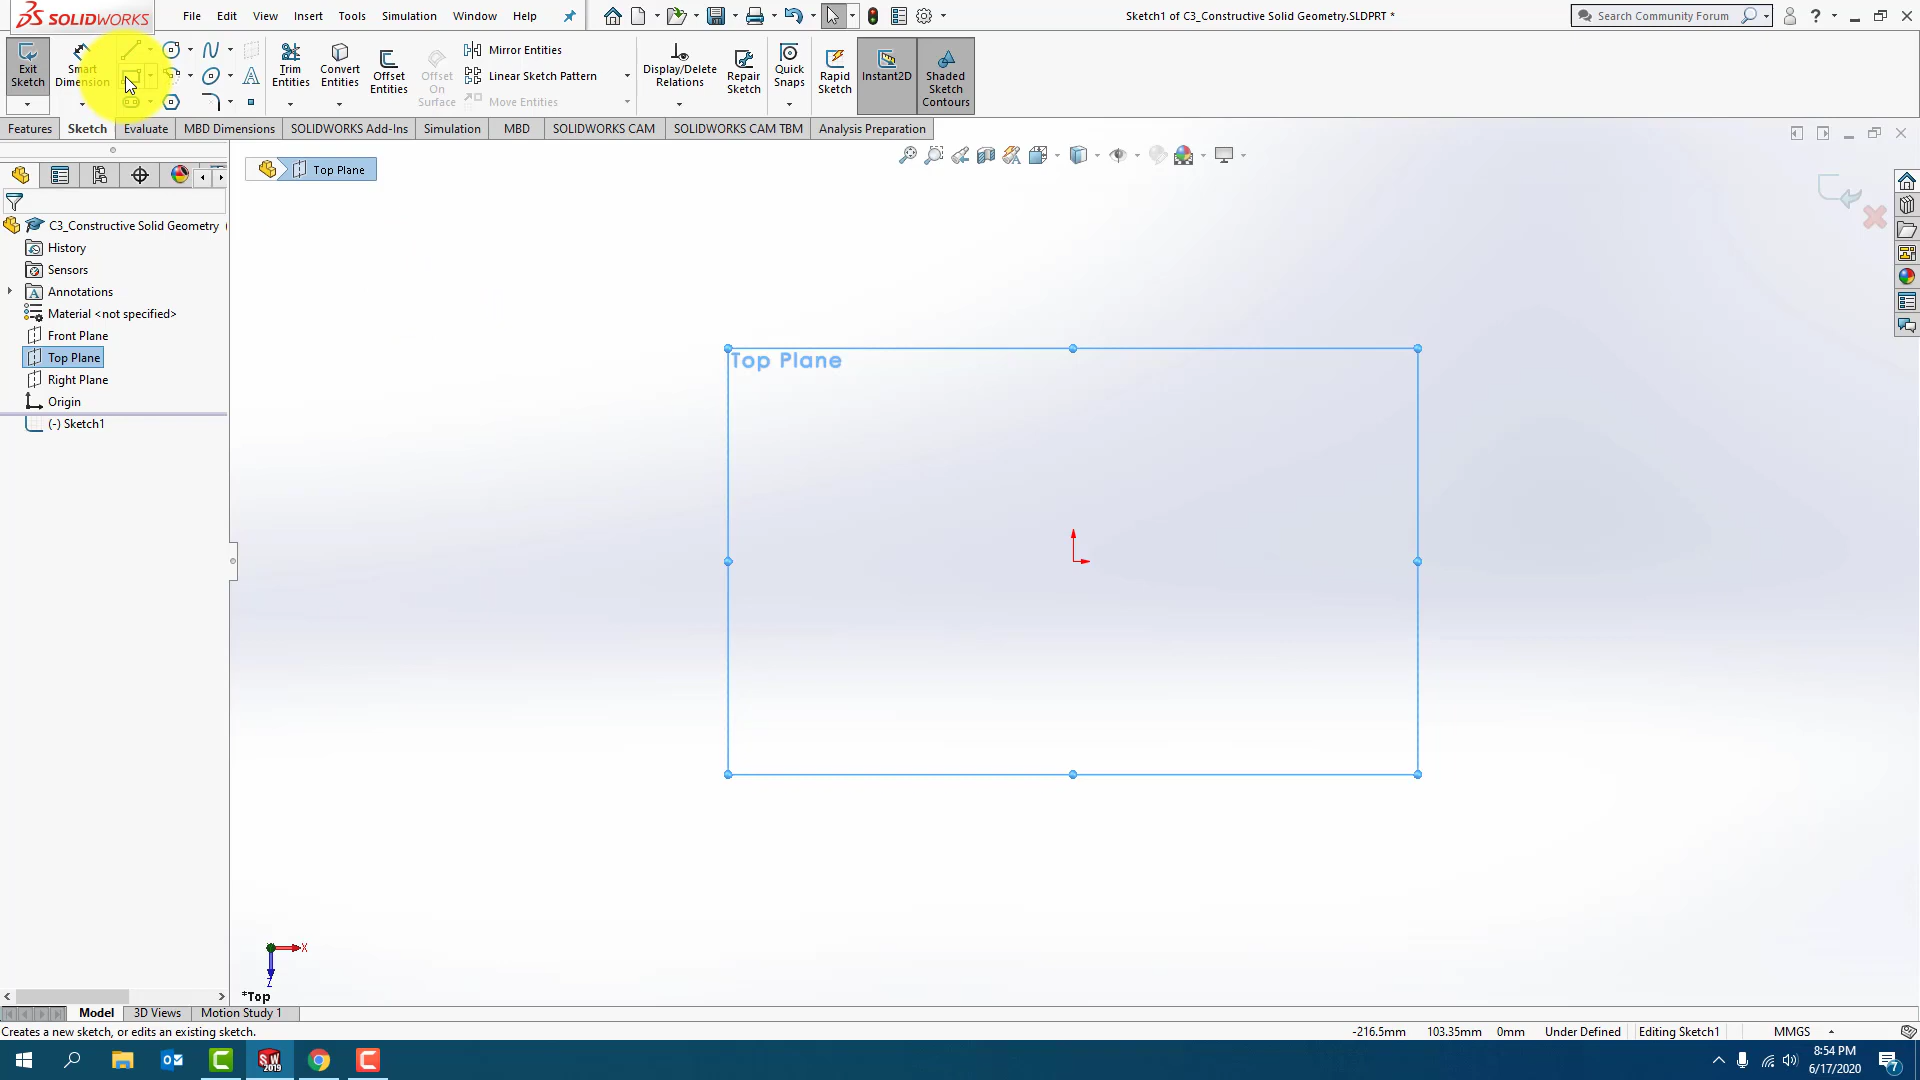 SOLIDWORKS
File
Edit
View
Insert
Tools
Simulation
Window
Help
Sketch1 of C3_Constructive Solid Geometry.SLDPRT *
Search Community Forum
Exit
Sketch
Smart
Dimension
Trim
Entities
Convert
Entities
Offset
Entities
Offset
On
Surface
Mirror Entities
Linear Sketch Pattern
Move Entities
Display/Delete
Relations
Repair
Sketch
Quick
Snaps
Rapid
Sketch
Instant2D
Shaded
Sketch
Contours
Features
Sketch
Evaluate
MBD Dimensions
SOLIDWORKS Add-Ins
Simulation
MBD
SOLIDWORKS CAM
SOLIDWORKS CAM TBM
Analysis Preparation
Top Plane
C3_Constructive Solid Geometry (
History
Sensors
Annotations
Material <not specified>
Front Plane
Top Plane
Right Plane
Origin
(-) Sketch1
Top Plane
X
Z
*Top
Model
3D Views
Motion Study 1
Creates a new sketch, or edits an existing sketch.
-216.5mm
103.35mm
0mm
Under Defined
Editing Sketch1
MMGS
SW
2019
8:54 PM
6/17/2020
7